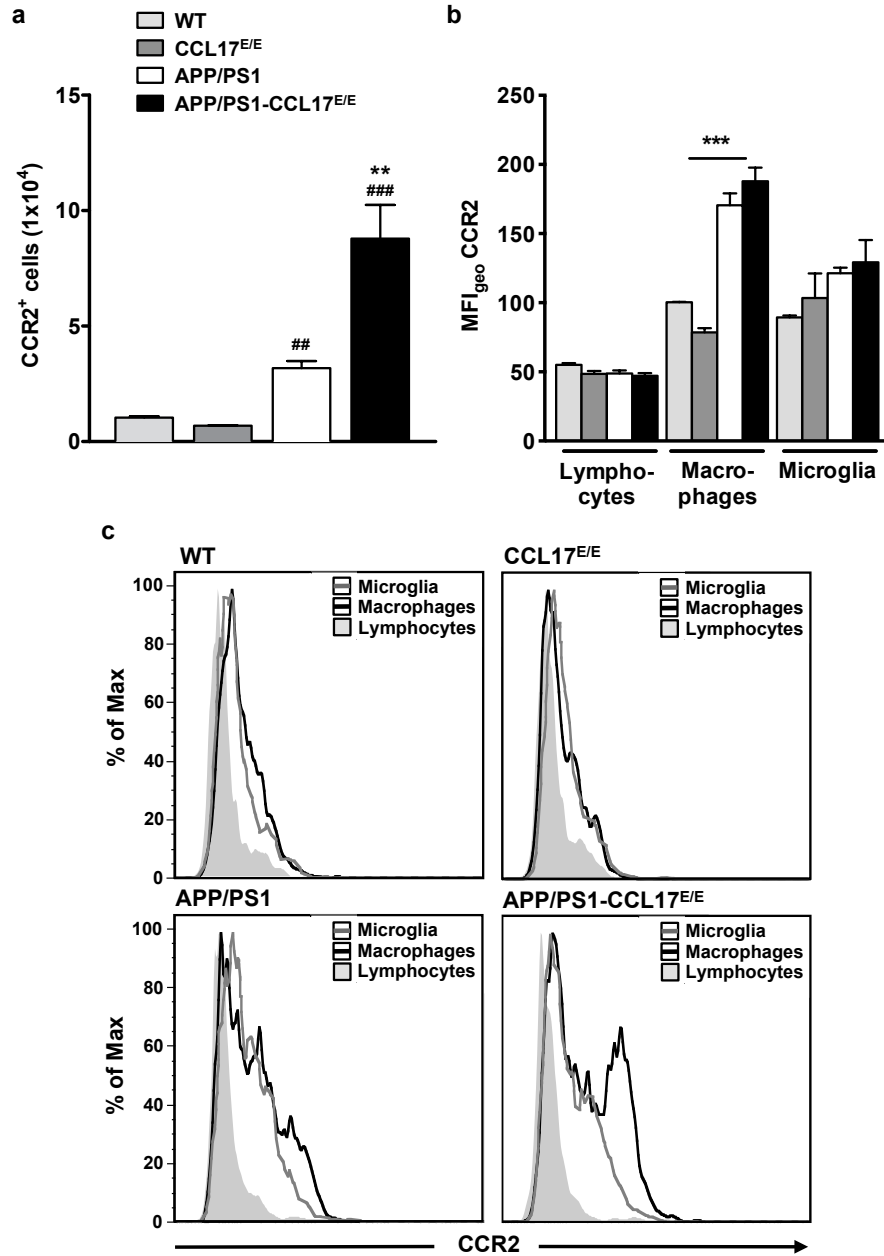 a
WT
CCL17E/E
APP/PS1
APP/PS1-CCL17E/E
15
10
5
0
CCR2+ cells (1x104)
##
**
###
b
250
200
150
100
50
0
MFIgeo CCR2
***
Lympho-
cytes
Macro-
phages
Microglia
c
WT
Microglia
Macrophages
Lymphocytes
100
80
60
40
20
0
% of Max
CCL17E/E
Microglia
Macrophages
Lymphocytes
APP/PS1
Microglia
Macrophages
Lymphocytes
100
80
60
40
20
0
% of Max
APP/PS1-CCL17E/E
Microglia
Macrophages
Lymphocytes
CCR2